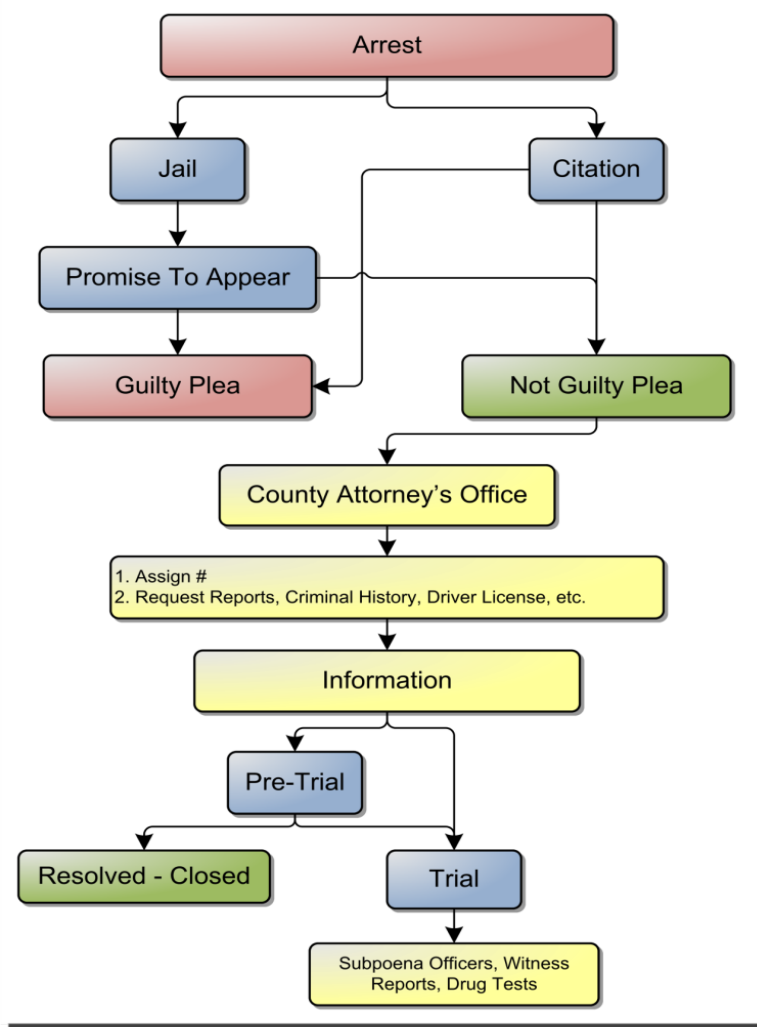 Arrest
Jail
Citation
Promise To Appear
Guilty Plea
Not Guilty Plea
County Attorney’s Office
1. Assign #
2. Request Reports, Criminal History, Driver License, etc.
Information
Pre-Trial
Resolved - Closed
Trial
Subpoena Officers, Witness
Reports, Drug Tests